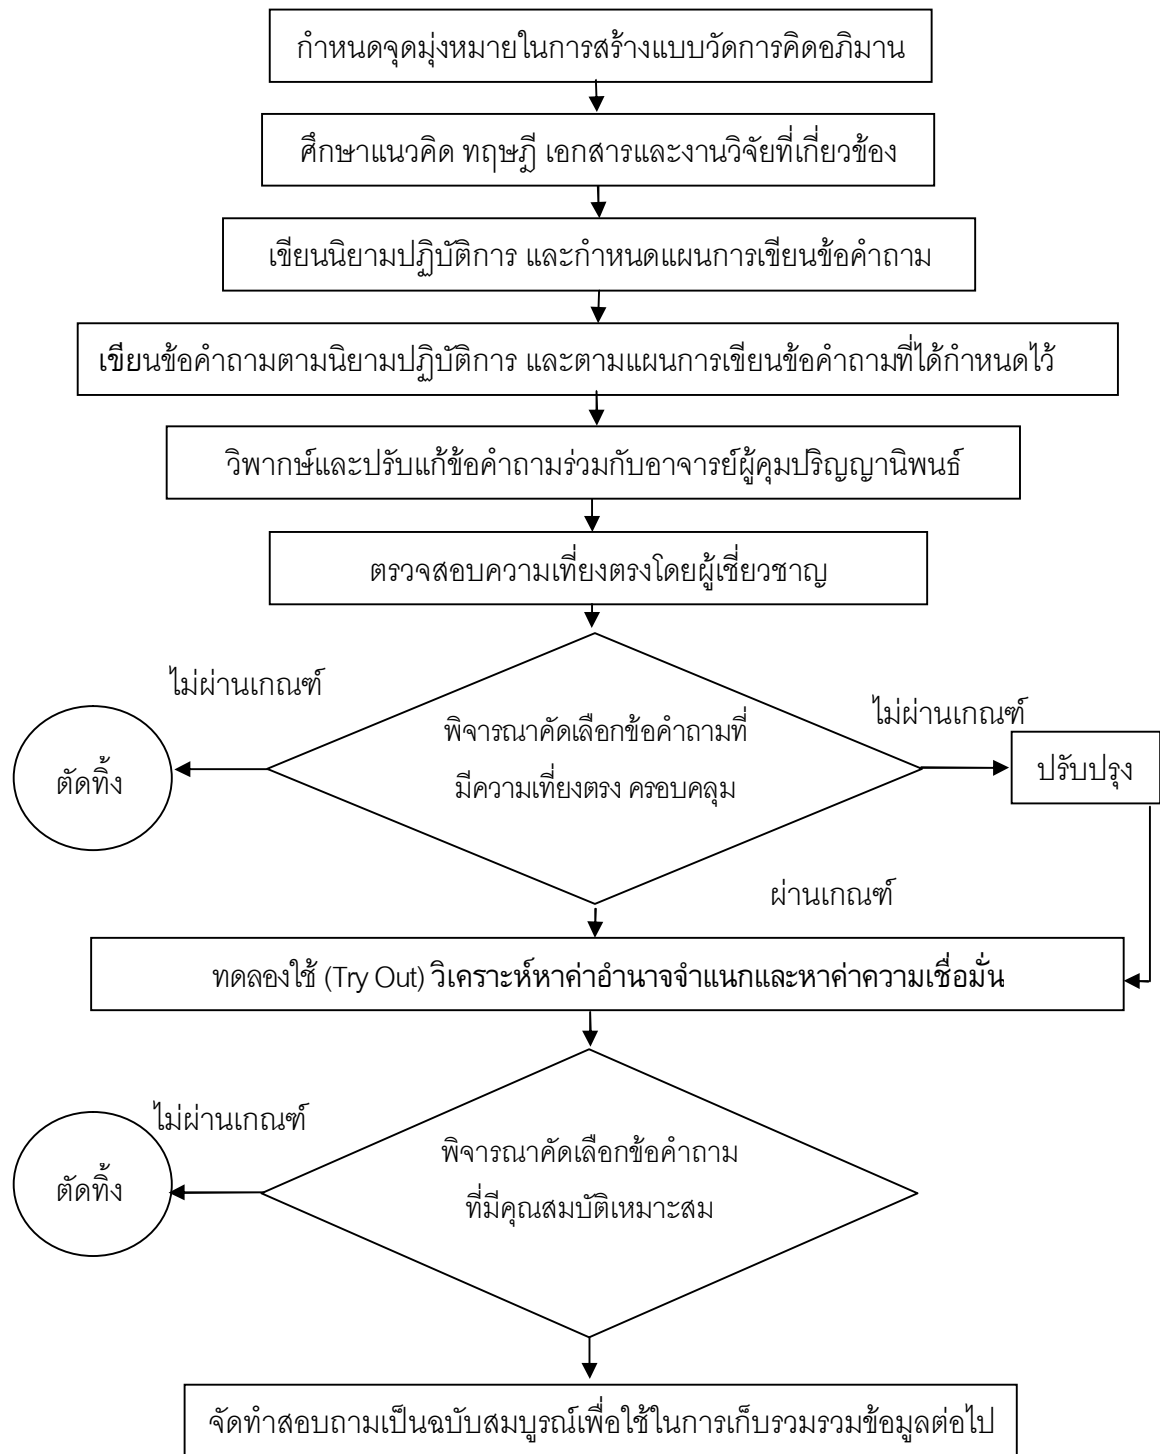 กำหนดจุดมุ่งหมายในการสร้างแบบวัดการคิดอภิมาน
ศึกษาแนวคิด ทฤษฎี เอกสารและงานวิจัยที่เกี่ยวข้อง
เขียนนิยามปฏิบัติการ และกำหนดแผนการเขียนข้อคำถาม
เขียนข้อคำถามตามนิยามปฏิบัติการ และตามแผนการเขียนข้อคำถามที่ได้กำหนดไว้
วิพากษ์และปรับแก้ข้อคำถามร่วมกับอาจารย์ผู้คุมปริญญานิพนธ์
ตรวจสอบความเที่ยงตรงโดยผู้เชี่ยวชาญ
ไม่ผ่านเกณฑ์
ไม่ผ่านเกณฑ์
พิจารณาคัดเลือกข้อคำถามที่
มีความเที่ยงตรง ครอบคลุม
ตัดทิ้ง
ปรับปรุง
ผ่านเกณฑ์
ทดลองใช้ (Try Out) วิเคราะห์หาค่าอำนาจจำแนกและหาค่าความเชื่อมั่น
ไม่ผ่านเกณฑ์
พิจารณาคัดเลือกข้อคำถาม
ที่มีคุณสมบัติเหมาะสม
ตัดทิ้ง
จัดทำสอบถามเป็นฉบับสมบูรณ์เพื่อใช้ในการเก็บรวมรวมข้อมูลต่อไป